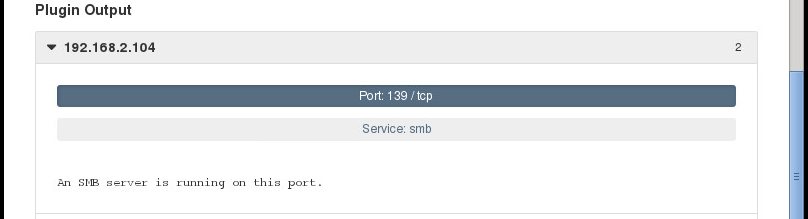 Plugin Output
192.168.2.104 2
Port: 139 / tcp
Service: smb
An SMB server is running on this port.